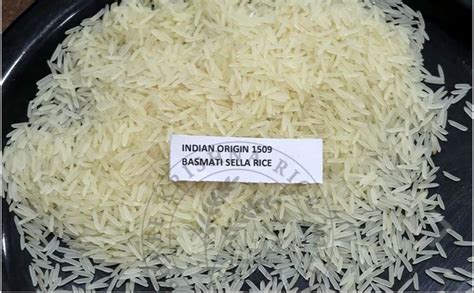 INDIAN ORIGIN 1509
BASMATI SELLA RICE